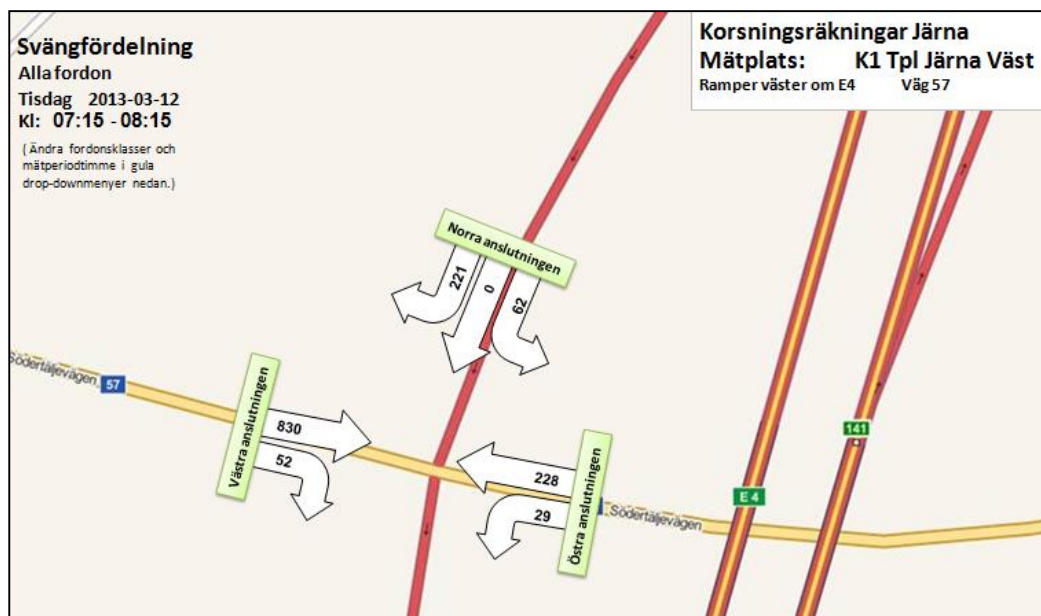 Svängfördelning
Alla fordon
Tisdag 2013-03-12
Kl: 07:15 - 08:15
( Ändra fordonsklasser och
mätperiodtimme i gula
drop-downmenyer nedan.)
Korsningsräkningar Järna
Mätplats: K1 Tpl Järna Väst
Ramper väster om E4 Väg 57
Norra anslutningen
221
0
62
Södertäljevägen
57
Västra anslutningen
830
52
Östra anslutningen
228
29
Södertäljevägen
E 4
141